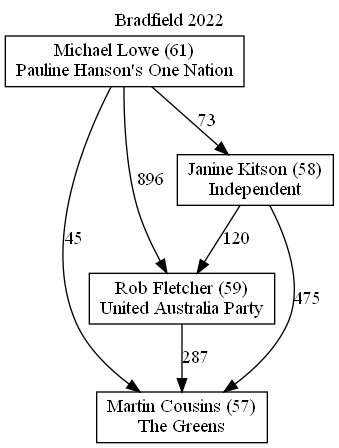 Bradfield 2022
Michael Lowe (61)
Pauline Hanson's One Nation
73
Janine Kitson (58)
Independent
896
45
120
475
Rob Fletcher (59)
United Australia Party
287
Martin Cousins (57)
The Greens